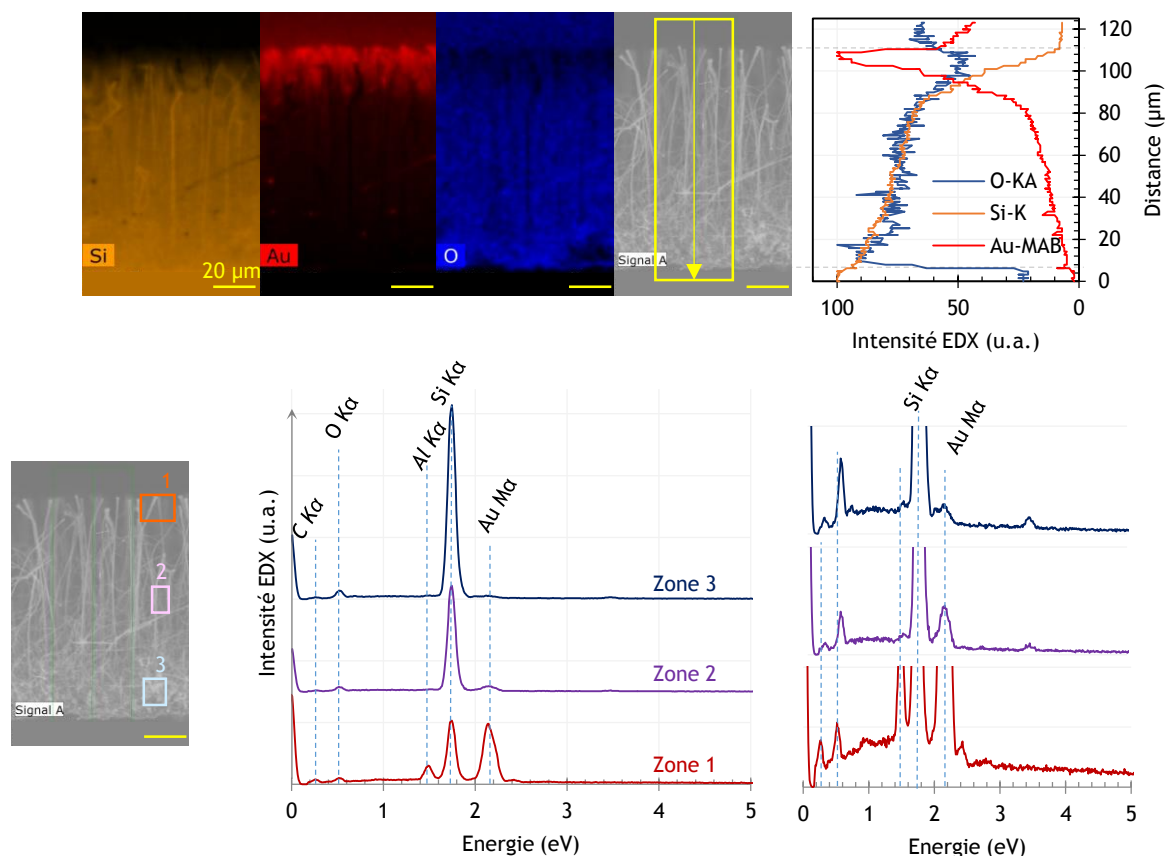 Si
20 µm
Au
O
Signal A
120
100
80
60
40
20
0
Distance (µm)
O-KA
Si-K
Au-MAB
100
50
0
Intensité EDX (u.a.)
1
2
3
Signal A
Intensité EDX (u.a.)
C Kα
O Kα
Al Kα
Si Kα
Au Mα
Zone 3
Zone 2
Zone 1
0
1
2
3
4
5
Energie (eV)
Si Kα
Au Mα
0
1
2
3
4
5
Energie (eV)